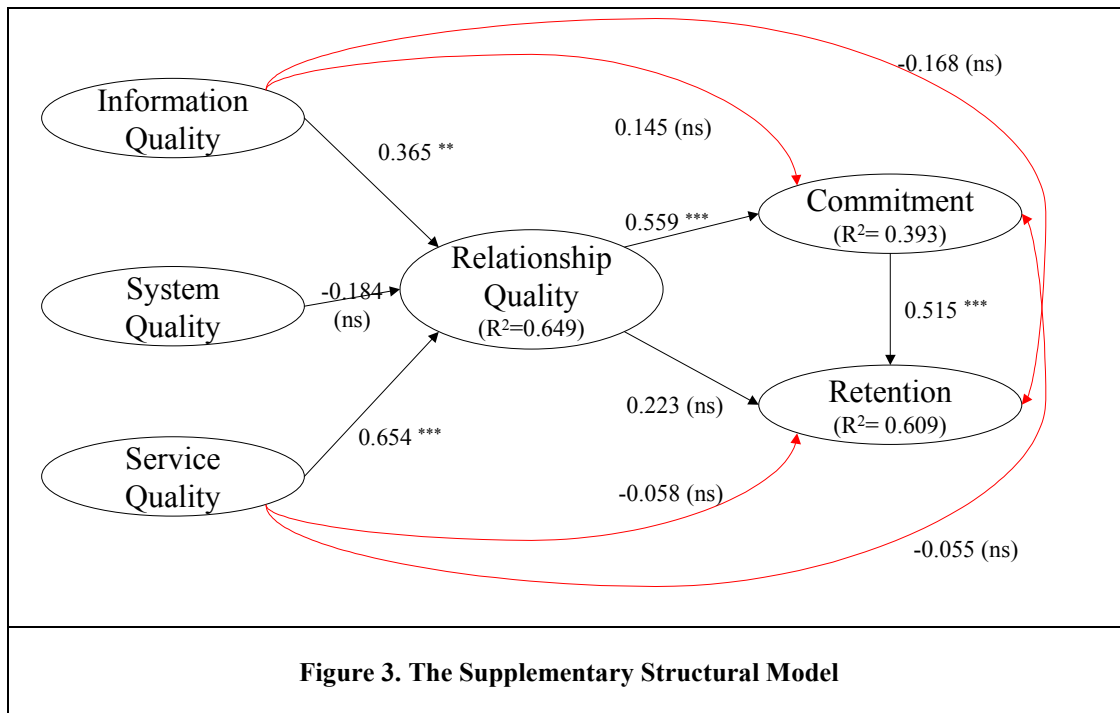 -0.168 (ns)
Information
Quality
0.145 (ns)
0.365 **
Commitment
(R²= 0.393)
0.559 ***
Relationship
Quality
(R²=0.649)
System
Quality
-0.184
(ns)
0.515 ***
Retention
(R²= 0.609)
0.223 (ns)
0.654 ***
Service
Quality
-0.058 (ns)
-0.055 (ns)
Figure 3. The Supplementary Structural Model